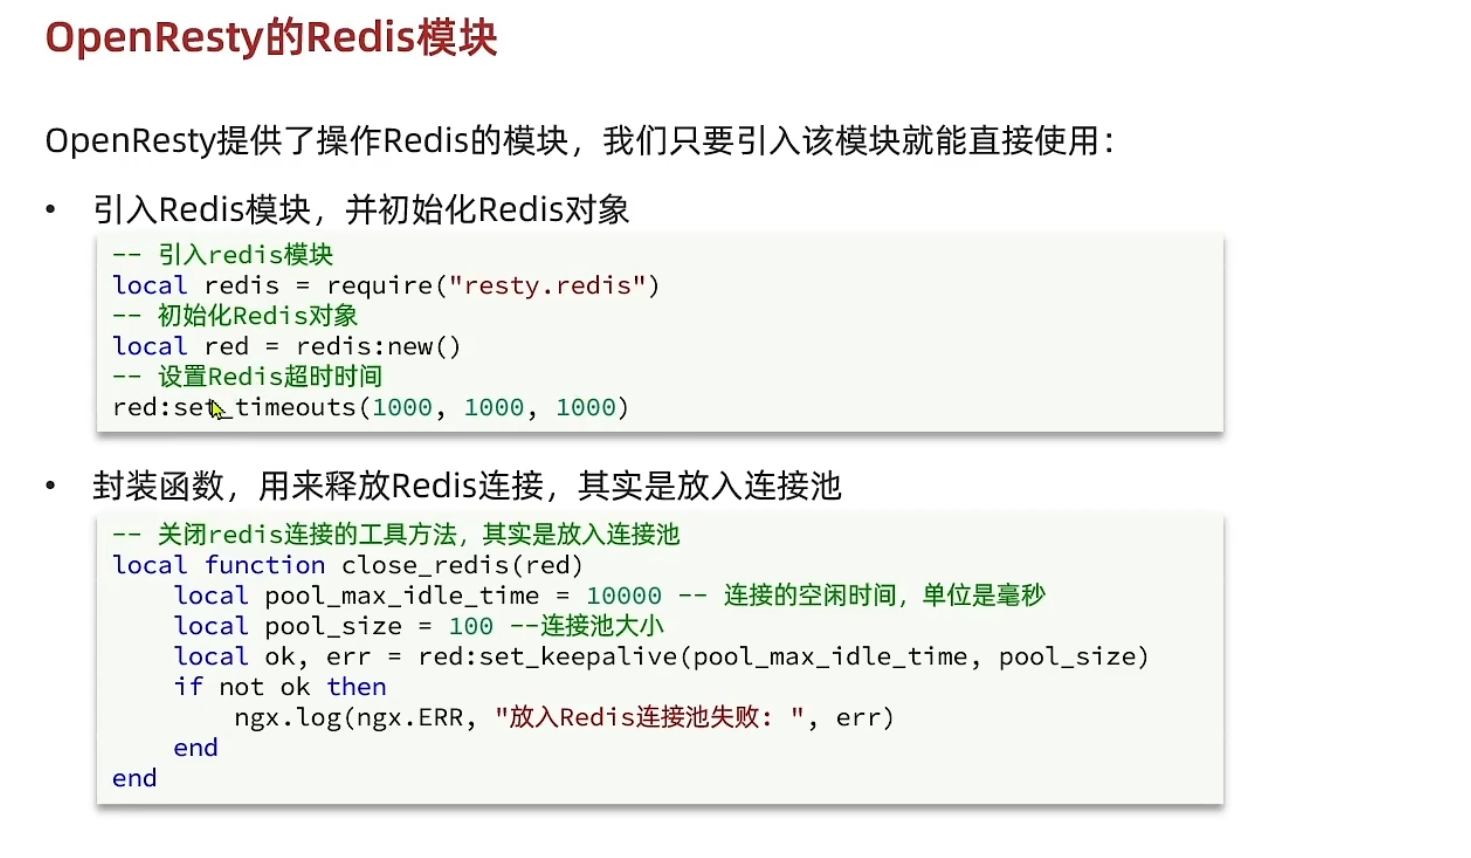 OpenResty的Redis模块
OpenResty提供了操作Redis的模块，我们只要引入该模块就能直接使用：
• 引入Redis模块，并初始化Redis对象
-- 引入redis模块
local redis = require("resty.redis")
-- 初始化Redis对象
local red = redis:new()
-- 设置Redis超时时间
red:set_timeouts(1000, 1000, 1000)
• 封装函数，用来释放Redis连接，其实是放入连接池
-- 关闭redis连接的工具方法，其实是放入连接池
local function close_redis(red)
    local pool_max_idle_time = 10000 -- 连接的空闲时间，单位是毫秒
    local pool_size = 100 --连接池大小
    local ok, err = red:set_keepalive(pool_max_idle_time, pool_size)
    if not ok then
        ngx.log(ngx.ERR, "放入Redis连接池失败: ", err)
    end
end